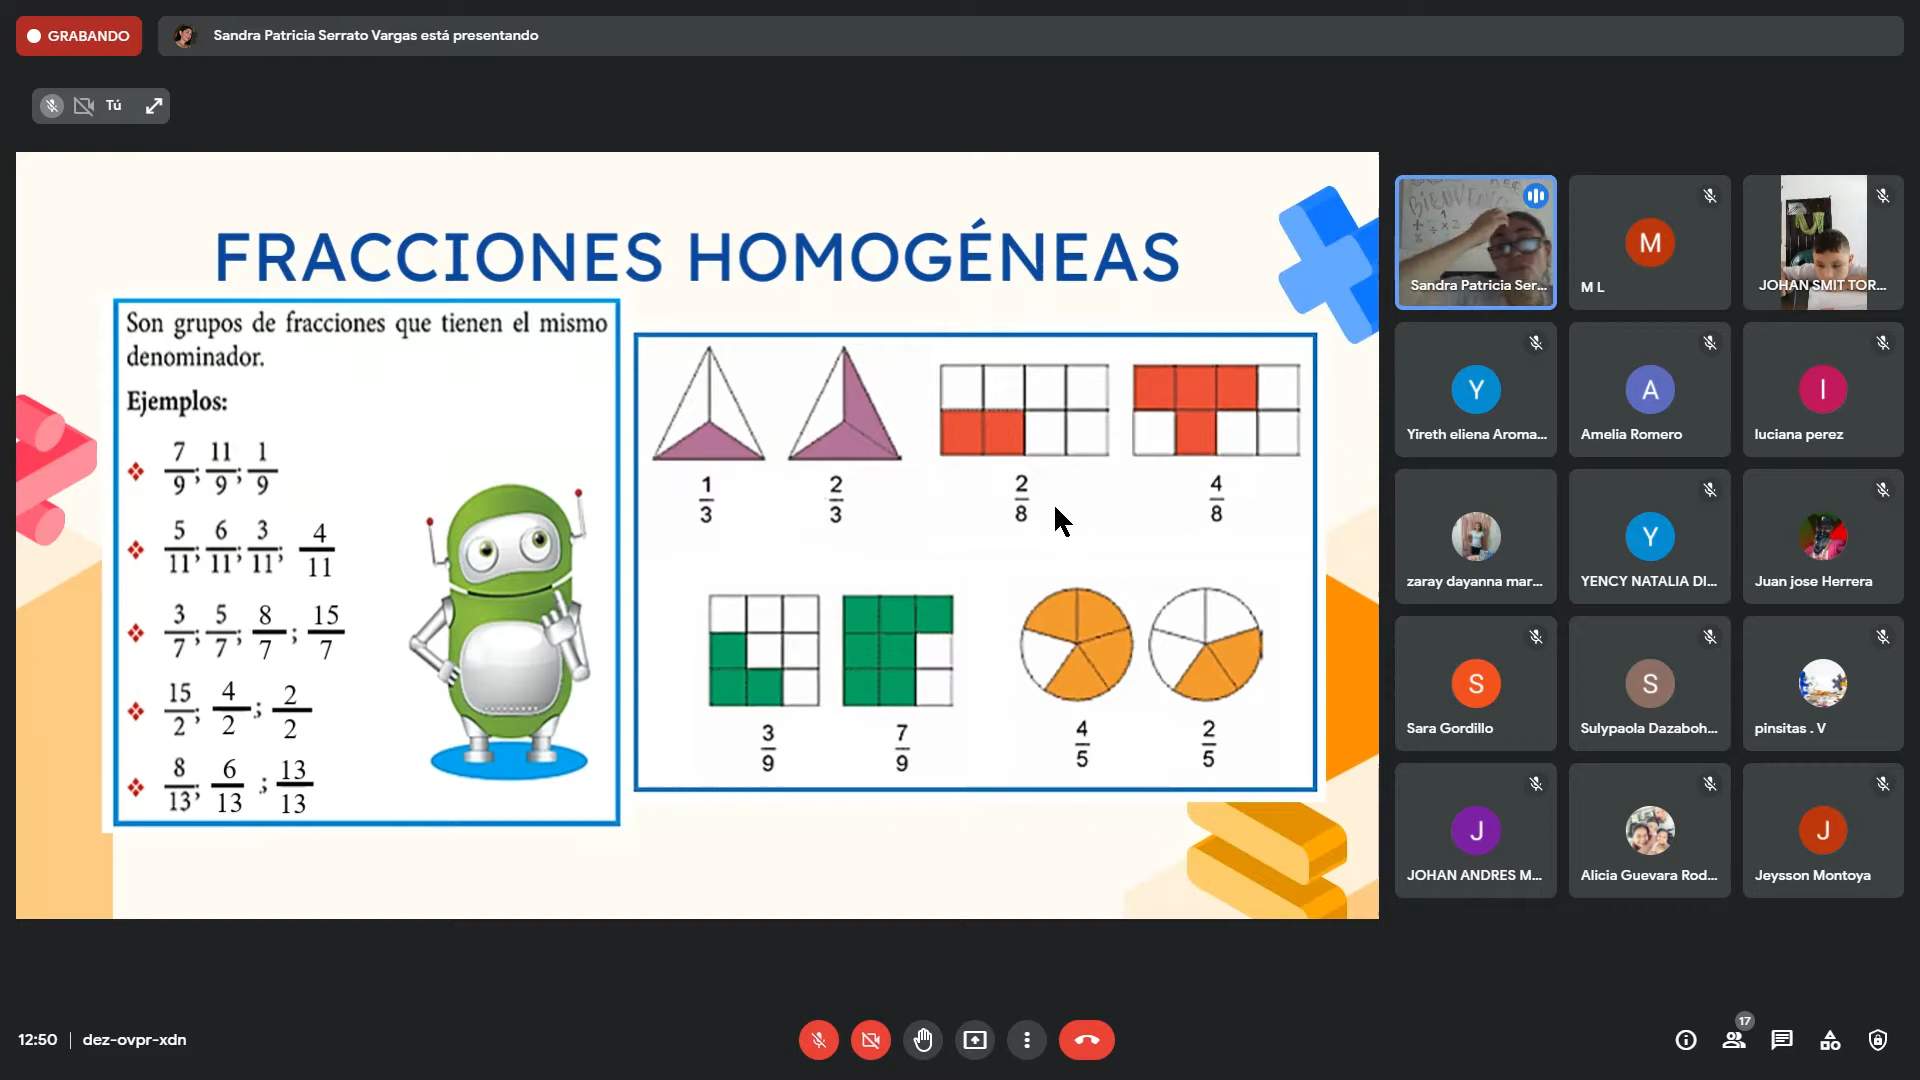 GRABANDO
Sandra Patricia Serrato Vargas está presentando
Tú
FRACCIONES HOMOGÉNEAS
Son grupos de fracciones que tienen el mismo
denominador.
Ejemplos:
7/9; 11/9; 1/9
5/11; 6/11; 3/11; 4/11
3/7; 5/7; 8/7; 15/7
15/2; 4/2; 2/2
8/13; 6/13; 13/13
1/3 2/3 2/8 4/8
3/9 7/9 4/5 2/5
BIENVENI
Sandra Patricia Ser...
M
M L
JOHAN SMIT TOR...
Y
Yireth eliena Aroma...
A
Amelia Romero
I
luciana perez
zaray dayanna mar...
Y
YENCY NATALIA DI...
Juan jose Herrera
S
Sara Gordillo
S
Sulypaola Dazaboh...
pinsitas . V
J
JOHAN ANDRES M...
Alicia Guevara Rod...
J
Jeysson Montoya
12:50 | dez-ovpr-xdn
17